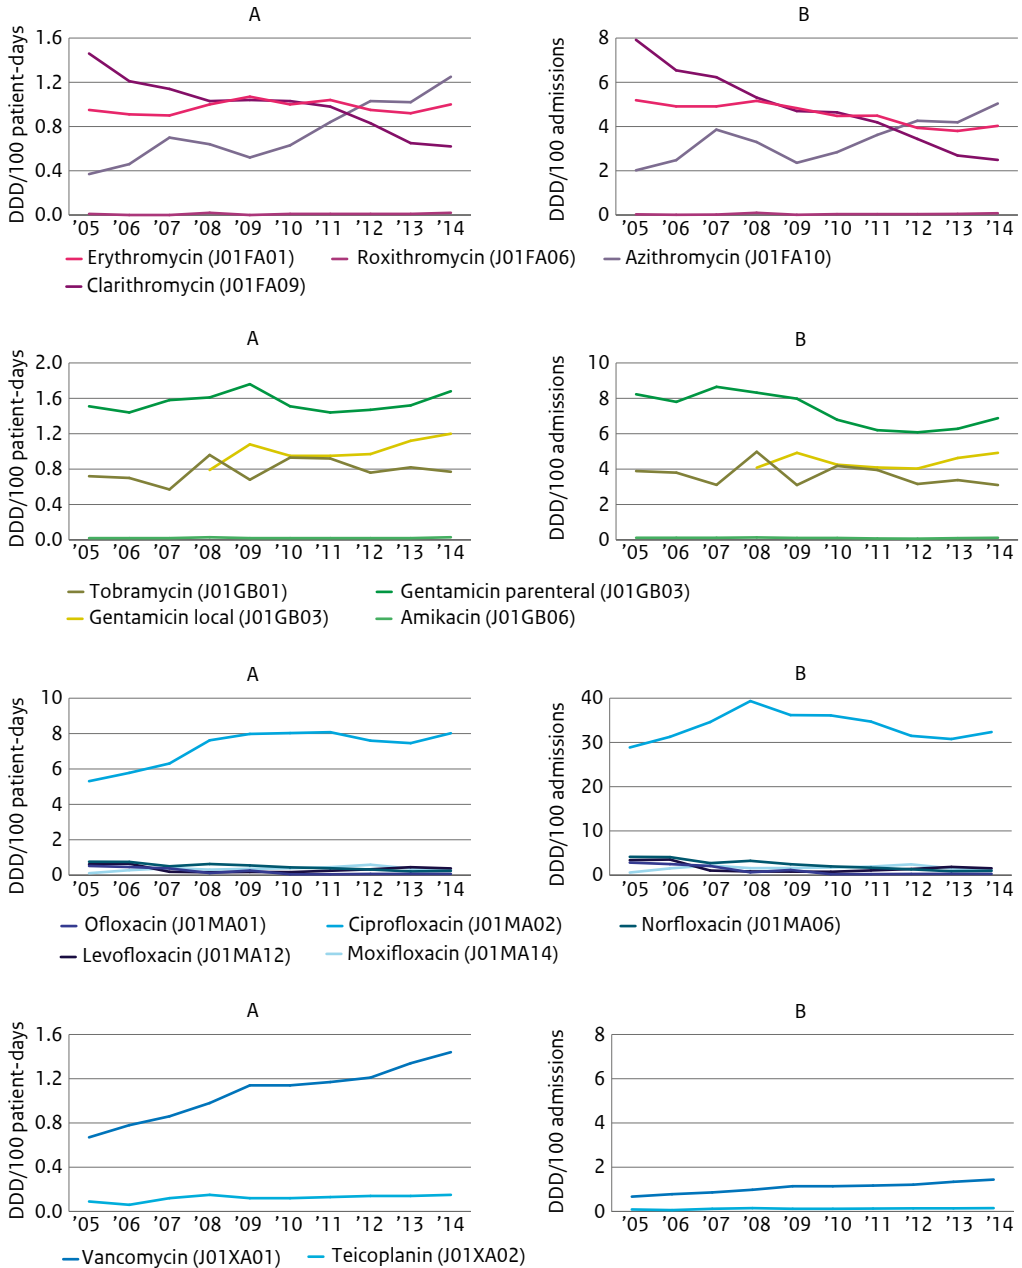 A
B
DDD/100 patient-days
1.6
1.2
0.8
0.4
0.0
’05 ’06 ’07 ’08 ’09 ’10 ’11 ’12 ’13 ’14
DDD/100 admissions
8
6
4
2
0
’05 ’06 ’07 ’08 ’09 ’10 ’11 ’12 ’13 ’14
Erythromycin (J01FA01) Roxithromycin (J01FA06) Azithromycin (J01FA10)
Clarithromycin (J01FA09)
A
B
DDD/100 patient-days
2.0
1.6
1.2
0.8
0.4
0.0
’05 ’06 ’07 ’08 ’09 ’10 ’11 ’12 ’13 ’14
DDD/100 admissions
10
8
6
4
2
0
’05 ’06 ’07 ’08 ’09 ’10 ’11 ’12 ’13 ’14
Tobramycin (J01GB01) Gentamicin parenteral (J01GB03)
Gentamicin local (J01GB03) Amikacin (J01GB06)
A
B
DDD/100 patient-days
10
8
6
4
2
0
’05 ’06 ’07 ’08 ’09 ’10 ’11 ’12 ’13 ’14
DDD/100 admissions
40
30
20
10
0
’05 ’06 ’07 ’08 ’09 ’10 ’11 ’12 ’13 ’14
Ofloxacin (J01MA01) Ciprofloxacin (J01MA02) Norfloxacin (J01MA06)
Levofloxacin (J01MA12) Moxifloxacin (J01MA14)
A
B
DDD/100 patient-days
1.6
1.2
0.8
0.4
0.0
’05 ’06 ’07 ’08 ’09 ’10 ’11 ’12 ’13 ’14
DDD/100 admissions
8
6
4
2
0
’05 ’06 ’07 ’08 ’09 ’10 ’11 ’12 ’13 ’14
Vancomycin (J01XA01) Teicoplanin (J01XA02)